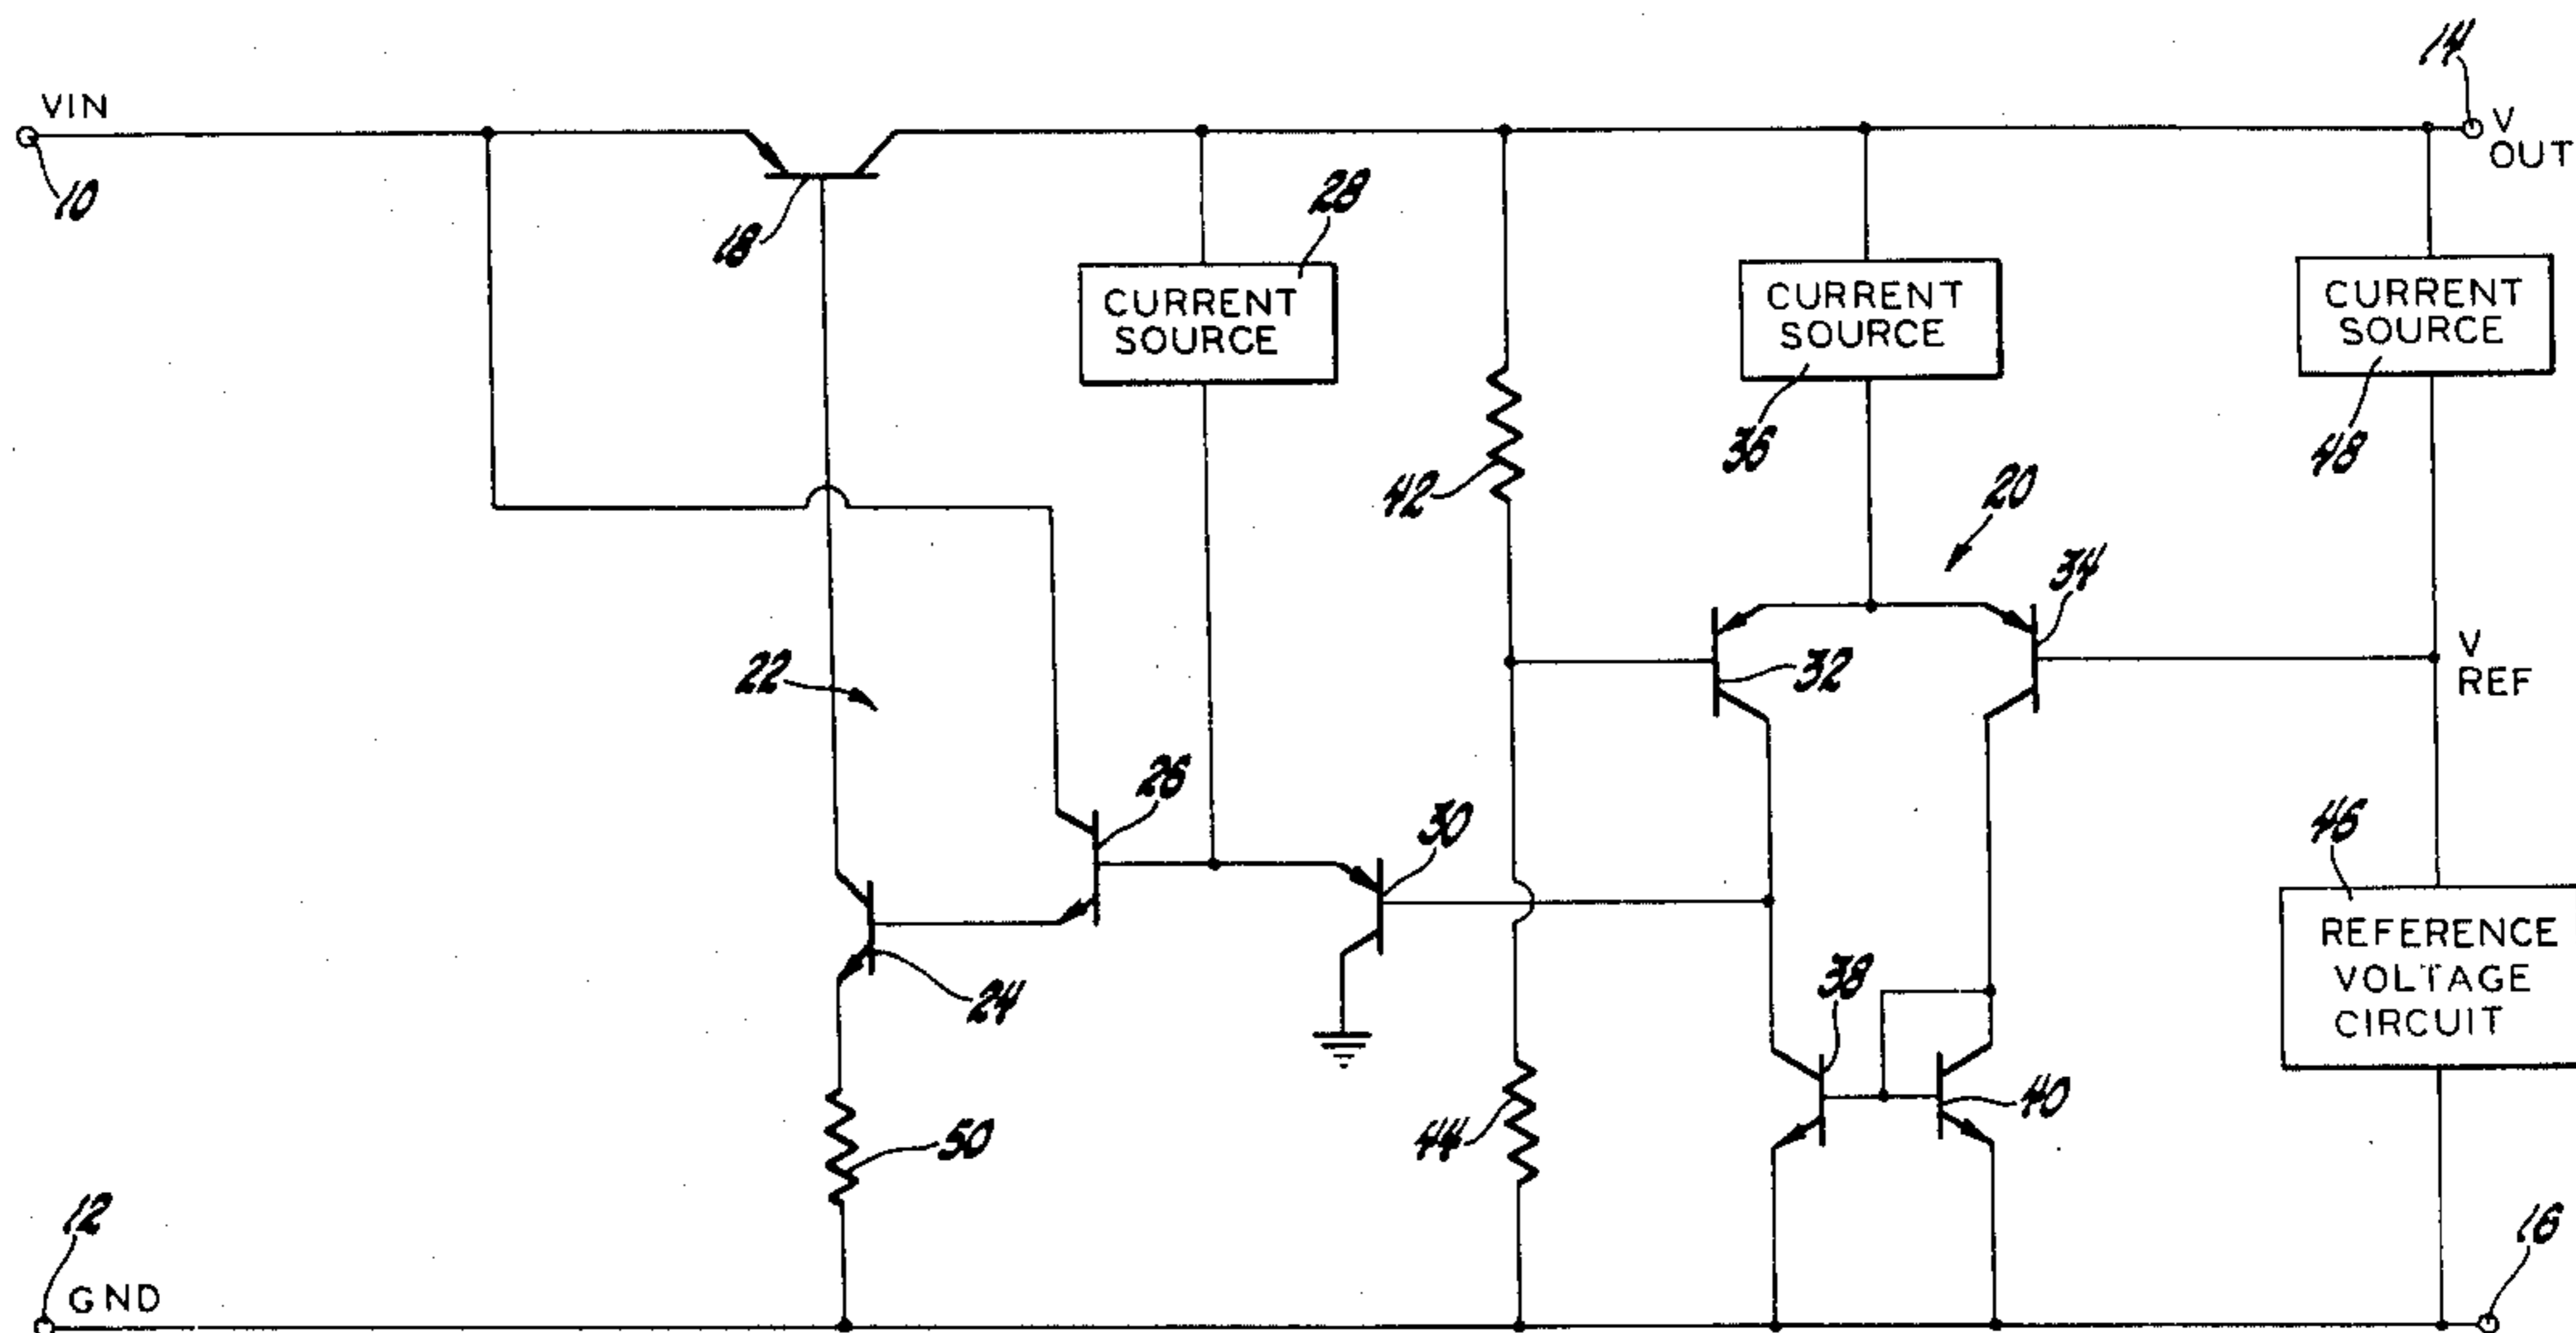 14
VIN
V
OUT
10
18
28
CURRENT
SOURCE
CURRENT
SOURCE
CURRENT
SOURCE
42
36
48
20
34
22
32
V
REF
26
30
46
REFERENCE
VOLTAGE
CIRCUIT
24
38
40
50
44
12
GND
16